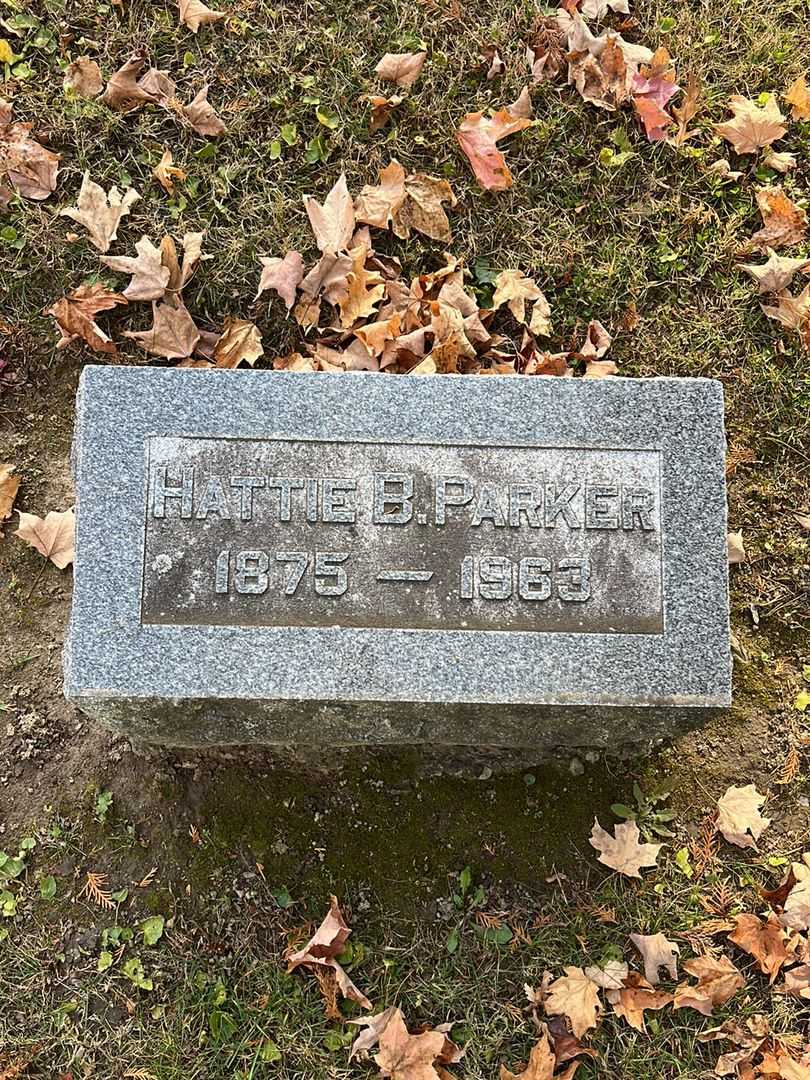 HATTIE B. PARKER
1875 — 1963